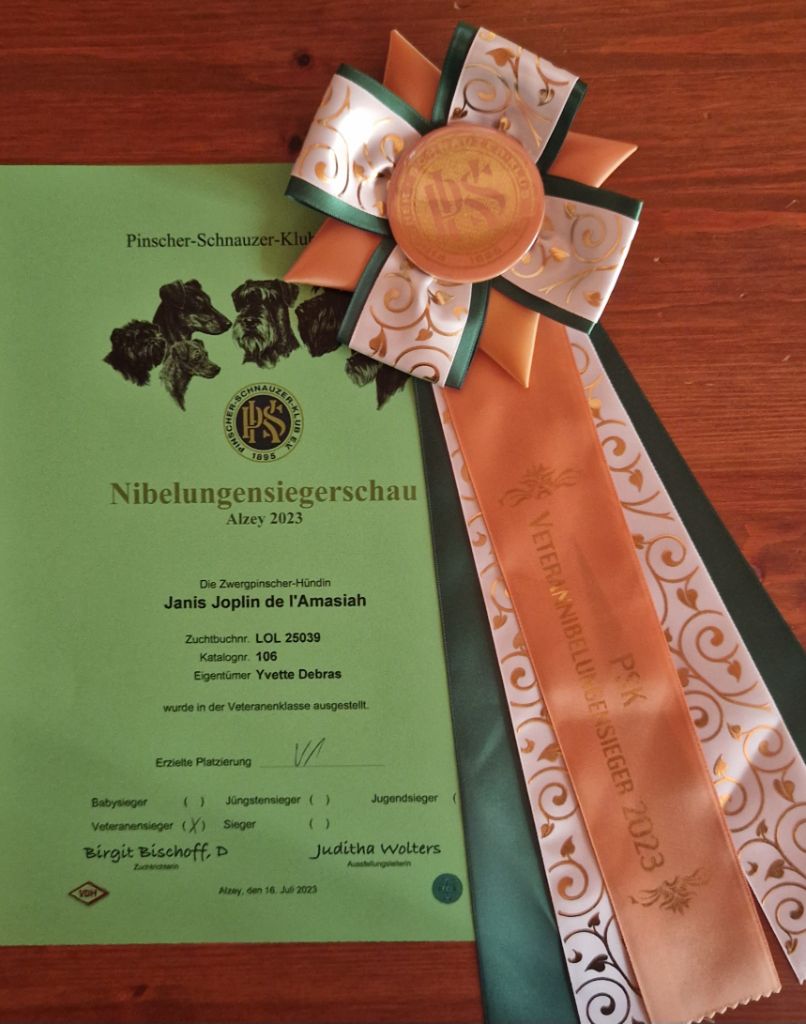 Pinscher-Schnauzer-Klub
PINSCHER-SCHNAUZER-KLUB E.V.
PSK
1895
Nibelungensiegerschau
Alzey 2023
Die Zwergpinscher-Hündin
Janis Joplin de l'Amasiah
Zuchtbuchnr. LOL 25039
Katalognr. 106
Eigentümer Yvette Debras
wurde in der Veteranenklasse ausgestellt.
Erzielte Platzierung V1
Babysieger ( ) Jüngstensieger ( ) Jugendsieger (
Veteranensieger (X) Sieger ( )
Birgit Bischoff, D Juditha Wolters
Zuchtrichterin Ausstellungsleiterin
VDH Alzey, den 16. Juli 2023
PSK
PSK
VETERANNIBELUNGENSIEGER 2023